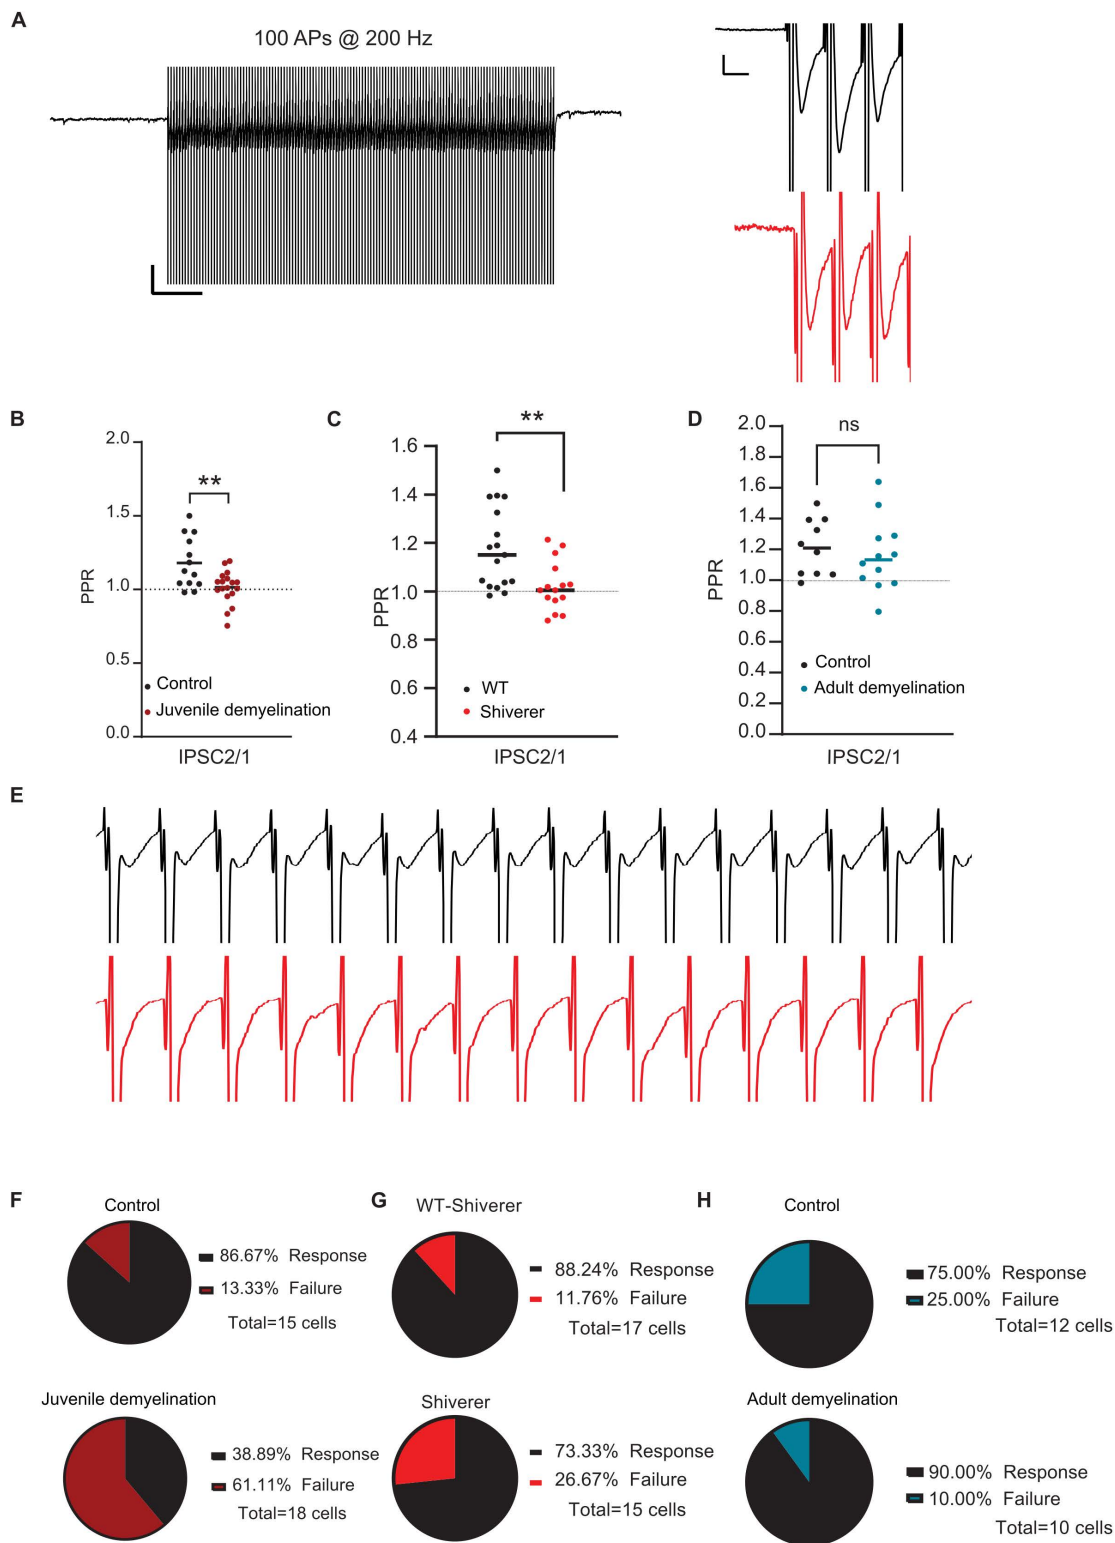 A
100 APs @ 200 Hz
B
C
D
2.0
1.5
1.0
0.5
0.0
PPR
**
Control
Juvenile demyelination
IPSC2/1
1.6
1.4
1.2
1.0
0.8
0.6
0.4
PPR
**
WT
Shiverer
IPSC2/1
2.0
1.8
1.6
1.4
1.2
1.0
0.8
0.6
0.4
0.2
0.0
PPR
ns
Control
Adult demyelination
IPSC2/1
E
F
Control
86.67% Response
13.33% Failure
Total=15 cells
Juvenile demyelination
38.89% Response
61.11% Failure
Total=18 cells
G
WT-Shiverer
88.24% Response
11.76% Failure
Total=17 cells
Shiverer
73.33% Response
26.67% Failure
Total=15 cells
H
Control
75.00% Response
25.00% Failure
Total=12 cells
Adult demyelination
90.00% Response
10.00% Failure
Total=10 cells